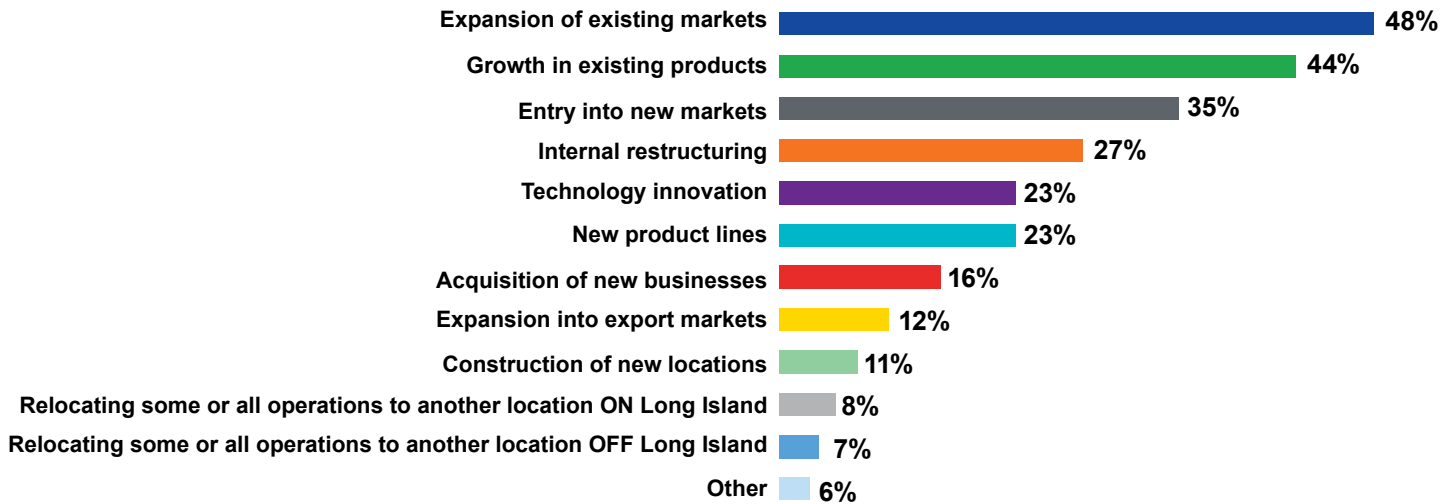 Expansion of existing markets 48%
Growth in existing products 44%
Entry into new markets 35%
Internal restructuring 27%
Technology innovation 23%
New product lines 23%
Acquisition of new businesses 16%
Expansion into export markets 12%
Construction of new locations 11%
Relocating some or all operations to another location ON Long Island 8%
Relocating some or all operations to another location OFF Long Island 7%
Other 6%